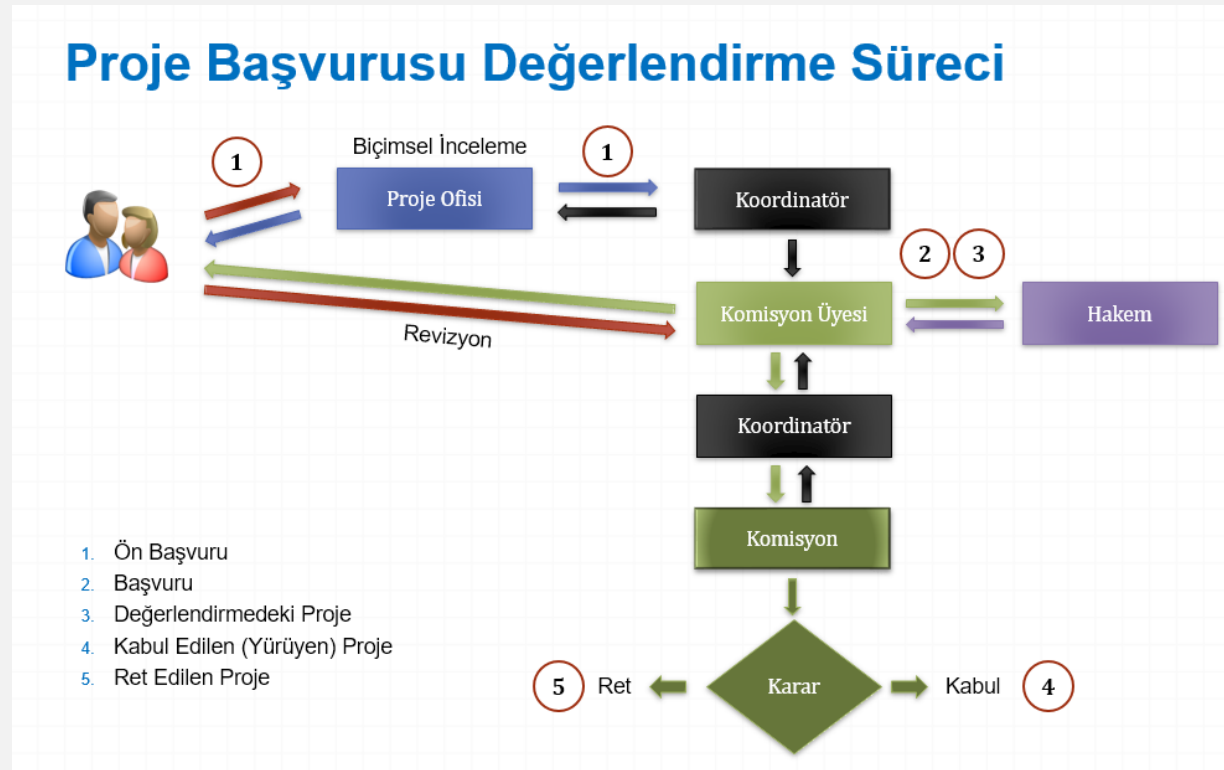 Proje Başvurusu Değerlendirme Süreci
1
Biçimsel İnceleme
1
Proje Ofisi
Koordinatör
2
3
Komisyon Üyesi
Hakem
Revizyon
Koordinatör
Komisyon
1. Ön Başvuru
2. Başvuru
3. Değerlendirmedeki Proje
4. Kabul Edilen (Yürüyen) Proje
5. Ret Edilen Proje
5
Ret
Karar
Kabul
4